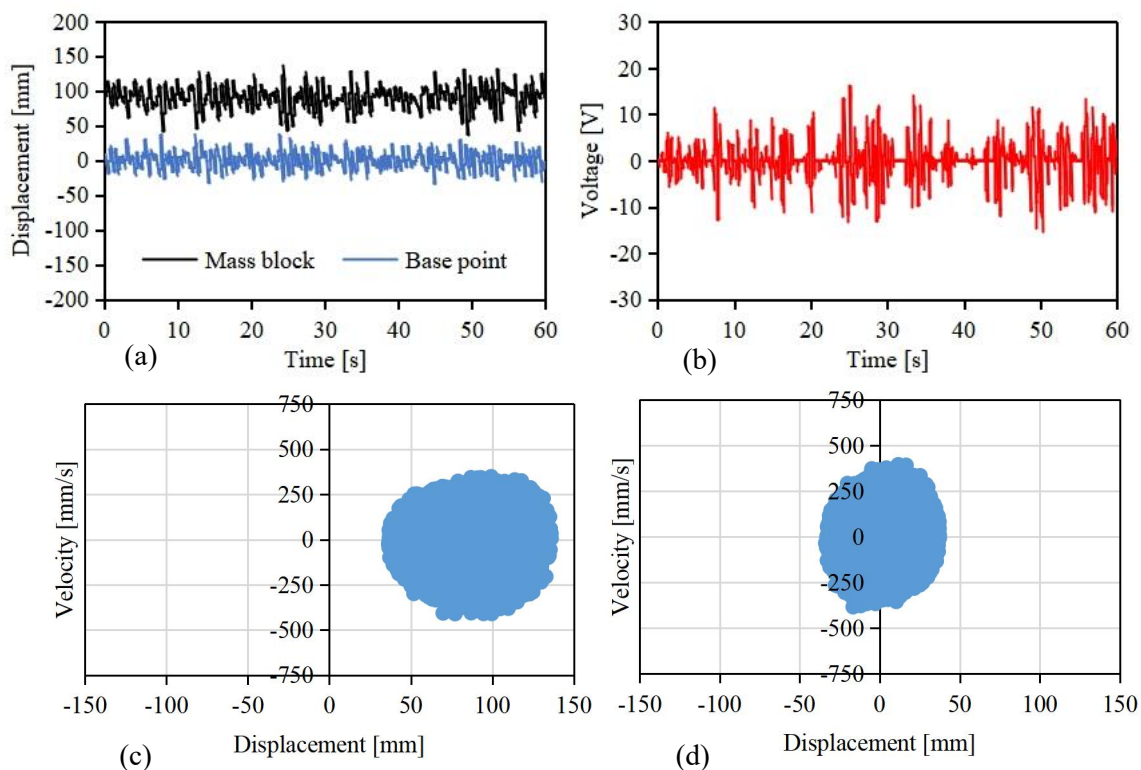 200
150
100
50
0
-50
-100
-150
-200
Displacement [mm]
Mass block
Base point
0 10 20 30 40 50 60
(a)
Time [s]
30
20
10
0
-10
-20
-30
Voltage [V]
0 10 20 30 40 50 60
(b)
Time [s]
750
500
250
0
-250
-500
-750
Velocity [mm/s]
-150 -100 -50 0 50 100 150
(c)
Displacement [mm]
750
500
250
0
-250
-500
-750
Velocity [mm/s]
-150 -100 -50 0 50 100 150
(d)
Displacement [mm]